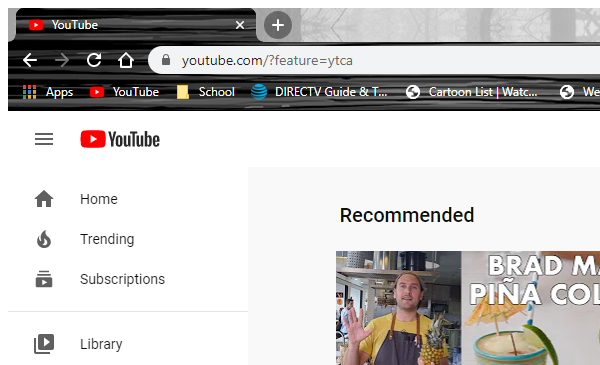 YouTube
youtube.com/?feature=ytca
Apps YouTube School DIRECTV Guide & T... Cartoon List | Watc... We
YouTube
Home
Trending
Subscriptions
Library
Recommended
BRAD MA
PIÑA COL